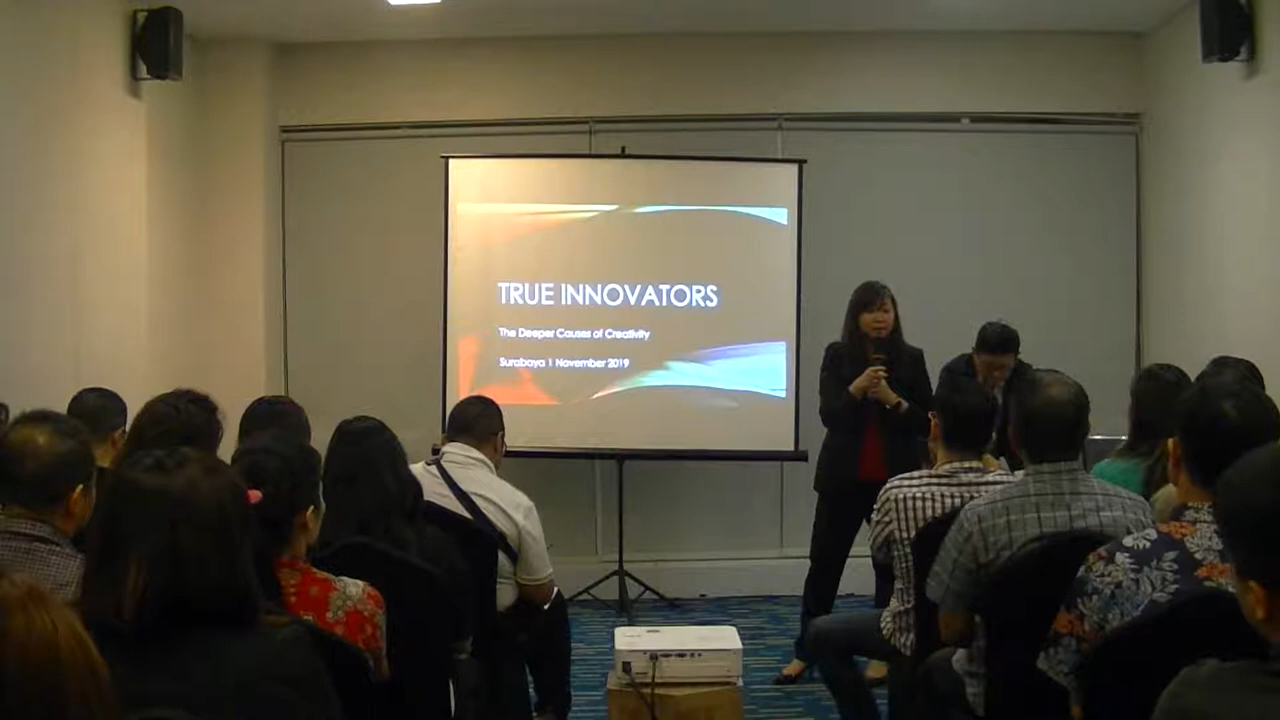 TRUE INNOVATORS
The Deeper Causes of Creativity
Surabaya 1 November 2019